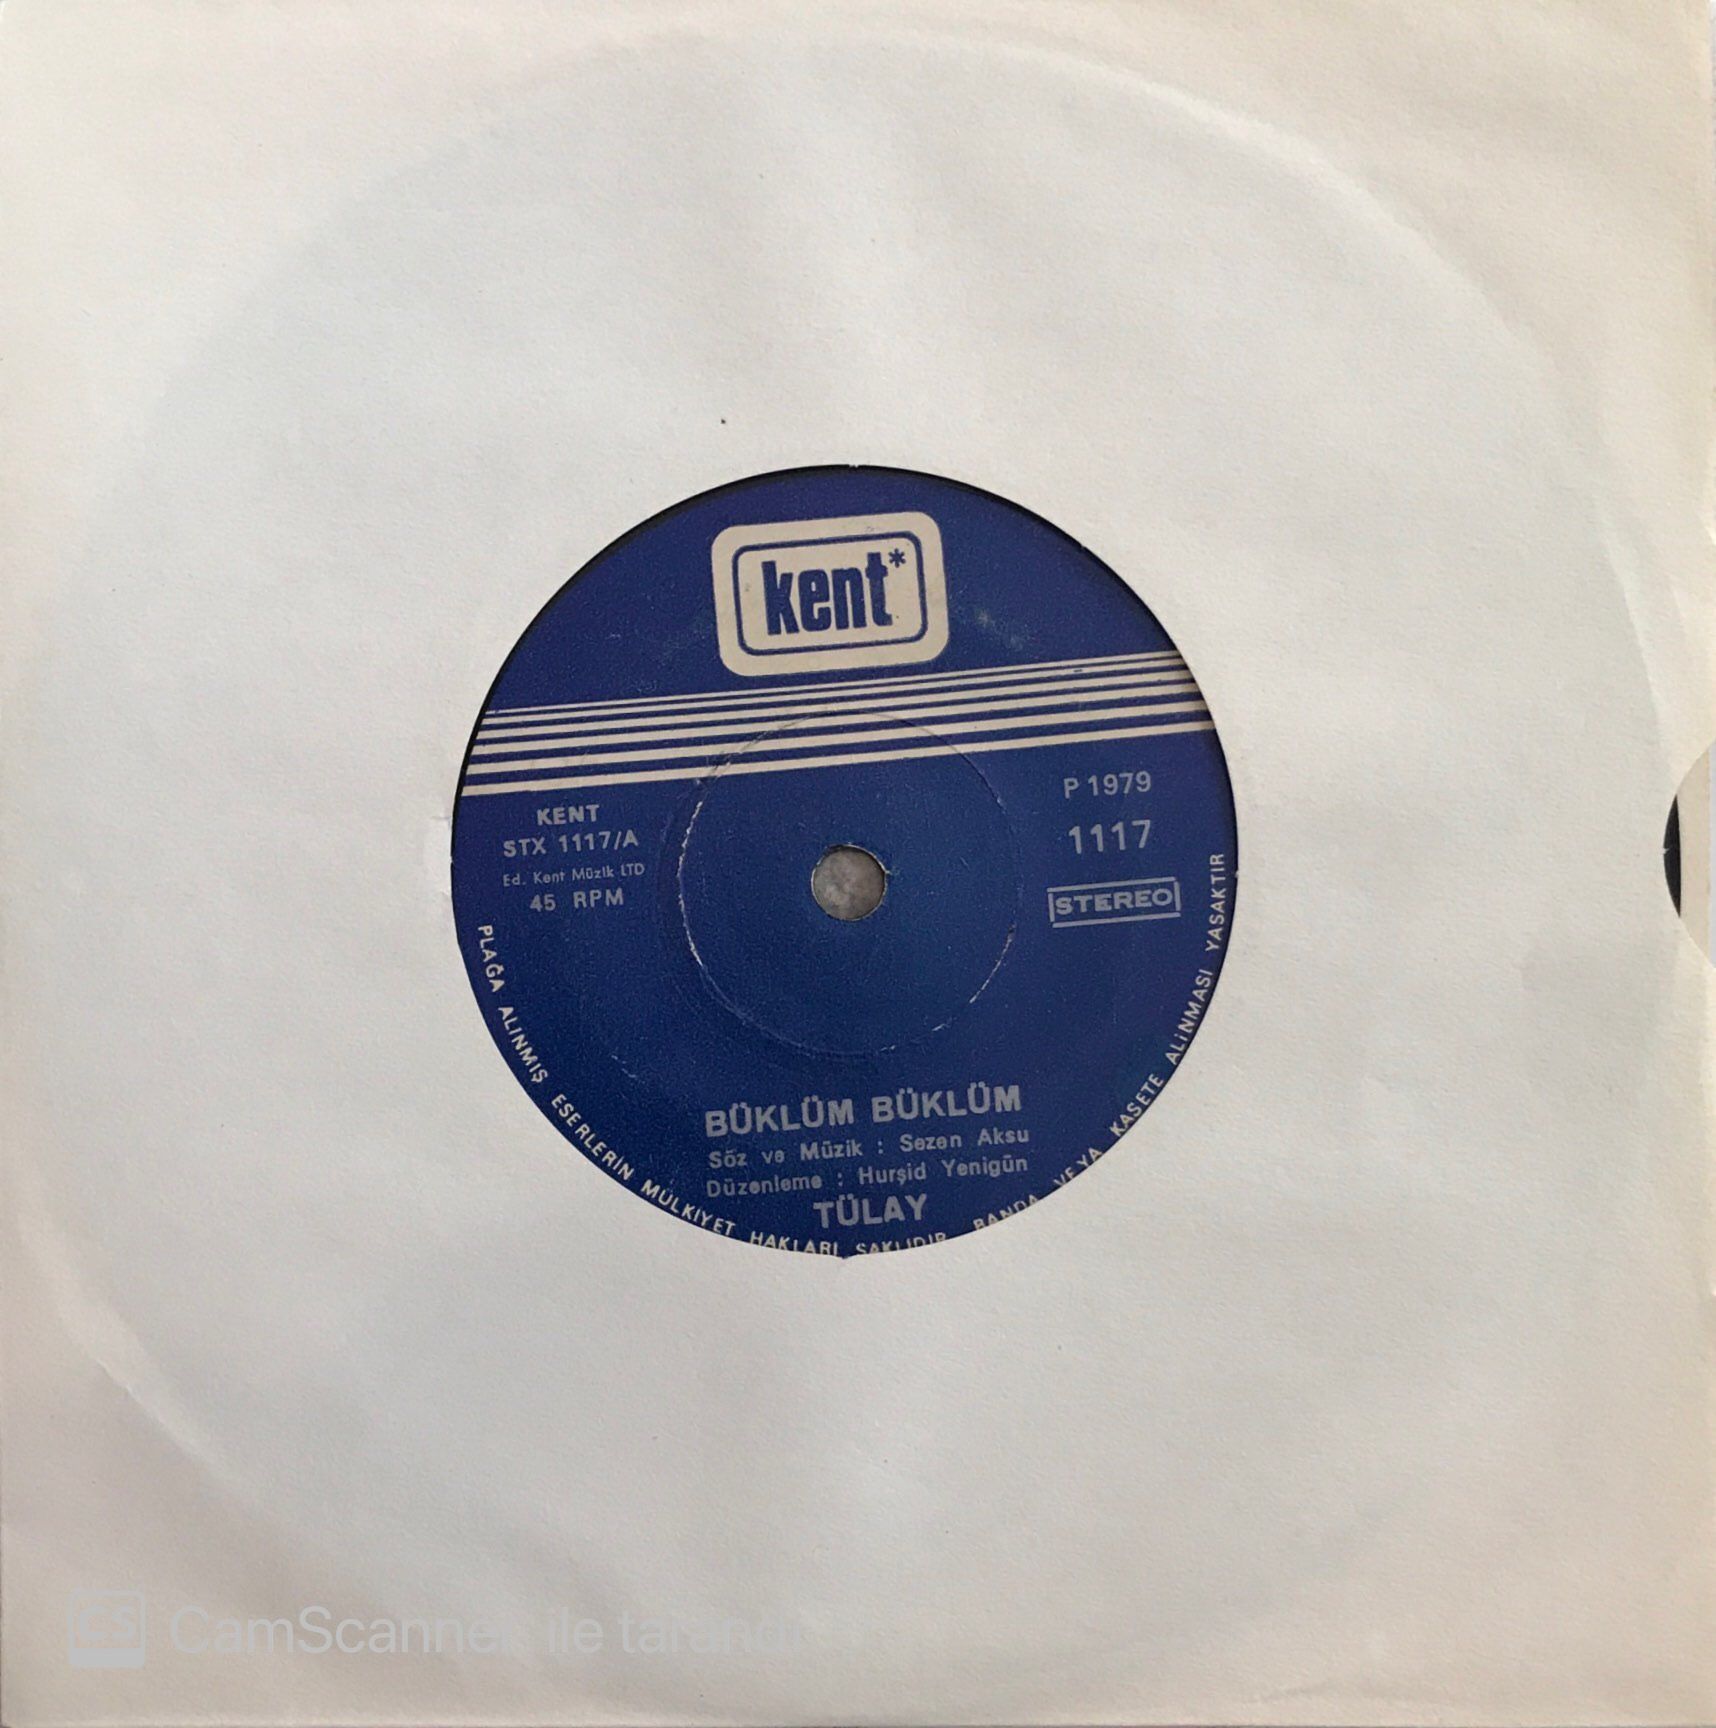 kent*
KENT
STX 1117/A
Ed. Kent Müzik LTD
45 RPM
P 1979
1117
STEREO
BÜKLÜM BÜKLÜM
Söz ve Müzik : Sezen Aksu
Düzenleme : Hurşid Yenigün
TÜLAY
PLAĞA ALINMIŞ ESERLERİN MÜLKİYET HAKLARI SAKLIDIR BANDA VEYA KASETE ALINMASI YASAKTIR
CS CamScanner ile tarandı